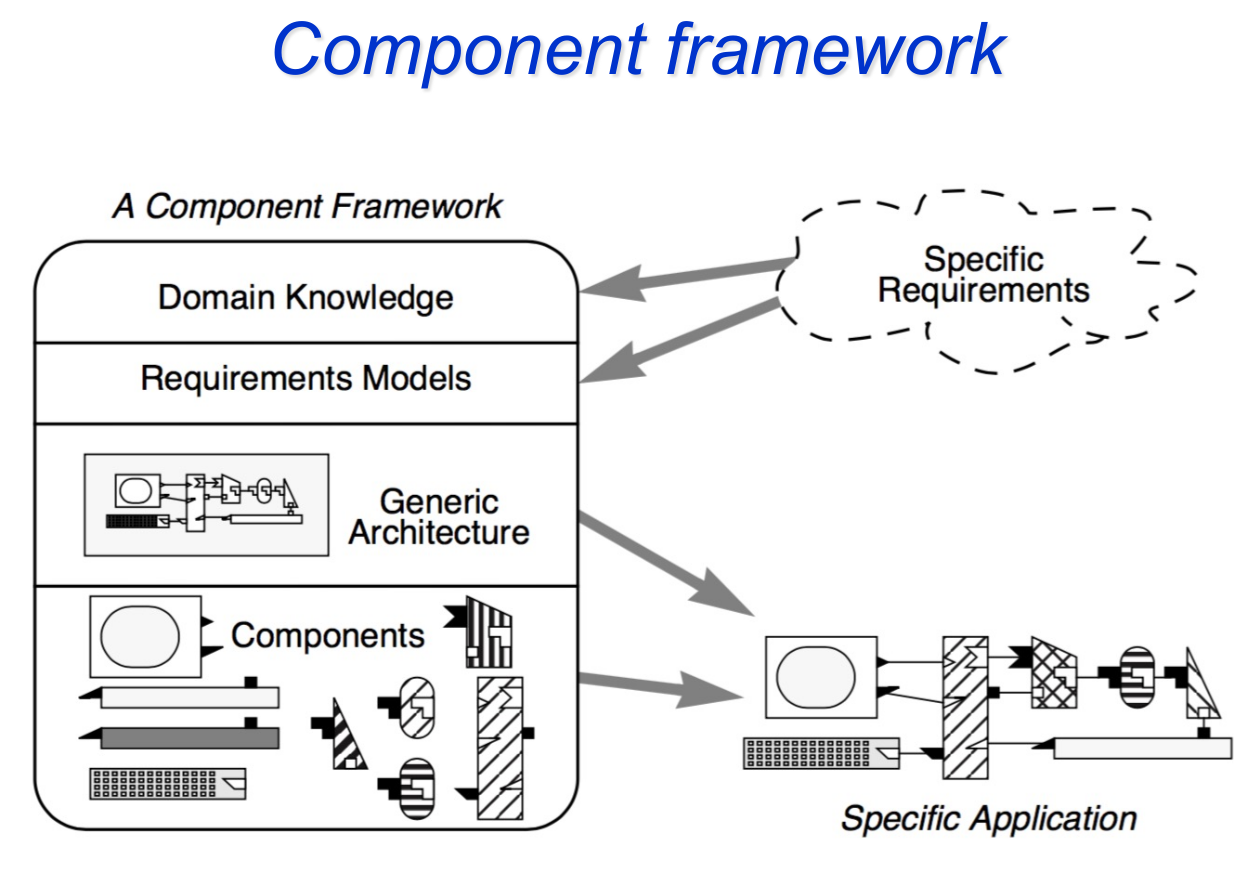 Component framework
A Component Framework
Domain Knowledge
Requirements Models
Generic
Architecture
Components
Specific
Requirements
Specific Application